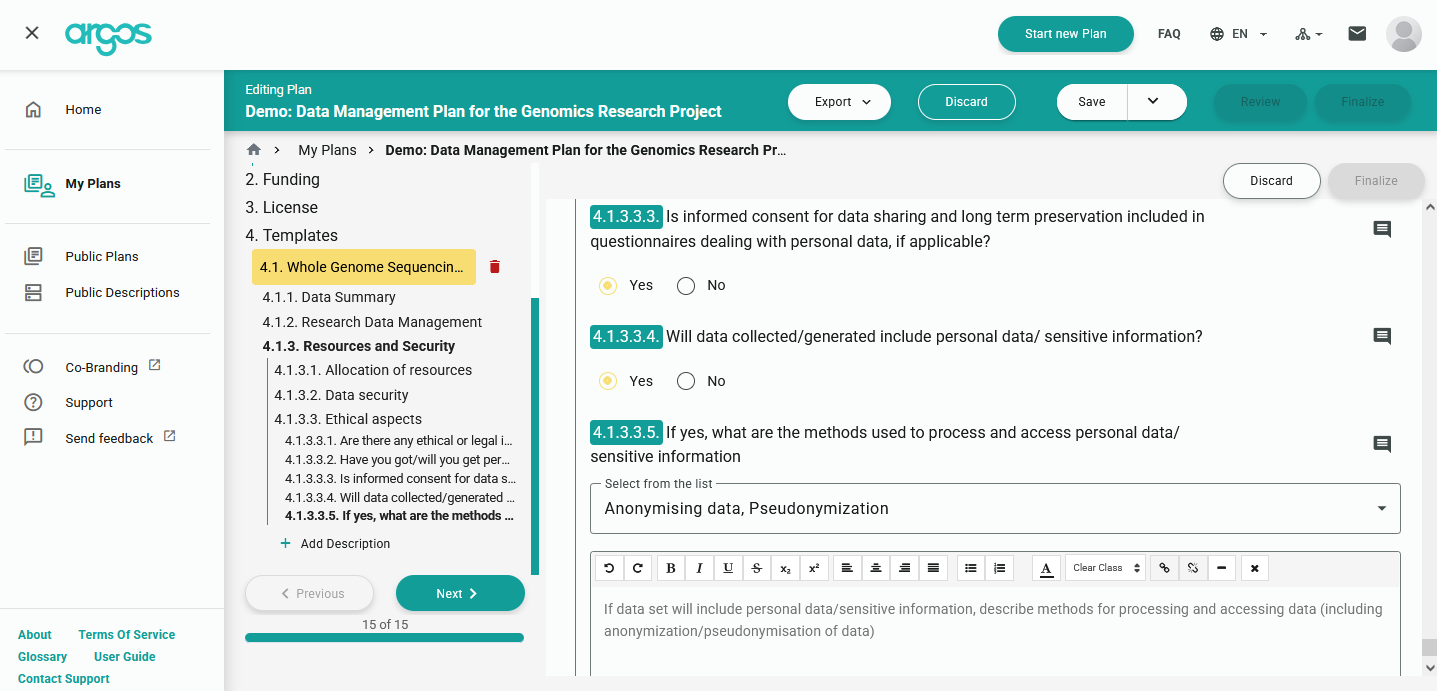 argos
Start new Plan
FAQ
EN
Editing Plan
Demo: Data Management Plan for the Genomics Research Project
Export
Discard
Save
Review
Finalize
Home
My Plans
Public Plans
Public Descriptions
Co-Branding
Support
Send feedback
About
Terms Of Service
Glossary
User Guide
Contact Support
My Plans
Demo: Data Management Plan for the Genomics Research Pr...
Discard
Finalize
2. Funding
3. License
4. Templates
4.1. Whole Genome Sequencin...
4.1.1. Data Summary
4.1.2. Research Data Management
4.1.3. Resources and Security
4.1.3.1. Allocation of resources
4.1.3.2. Data security
4.1.3.3. Ethical aspects
4.1.3.3.1. Are there any ethical or legal i...
4.1.3.3.2. Have you got/will you get per...
4.1.3.3.3. Is informed consent for data s...
4.1.3.3.4. Will data collected/generated ...
4.1.3.3.5. If yes, what are the methods ...
+ Add Description
Previous
Next
15 of 15
4.1.3.3.3. Is informed consent for data sharing and long term preservation included in
questionnaires dealing with personal data, if applicable?
Yes
No
4.1.3.3.4. Will data collected/generated include personal data/ sensitive information?
Yes
No
4.1.3.3.5. If yes, what are the methods used to process and access personal data/
sensitive information
Select from the list
Anonymising data, Pseudonymization
B I U S x₂ x² A Clear Class
If data set will include personal data/sensitive information, describe methods for processing and accessing data (including
anonymization/pseudonymisation of data)